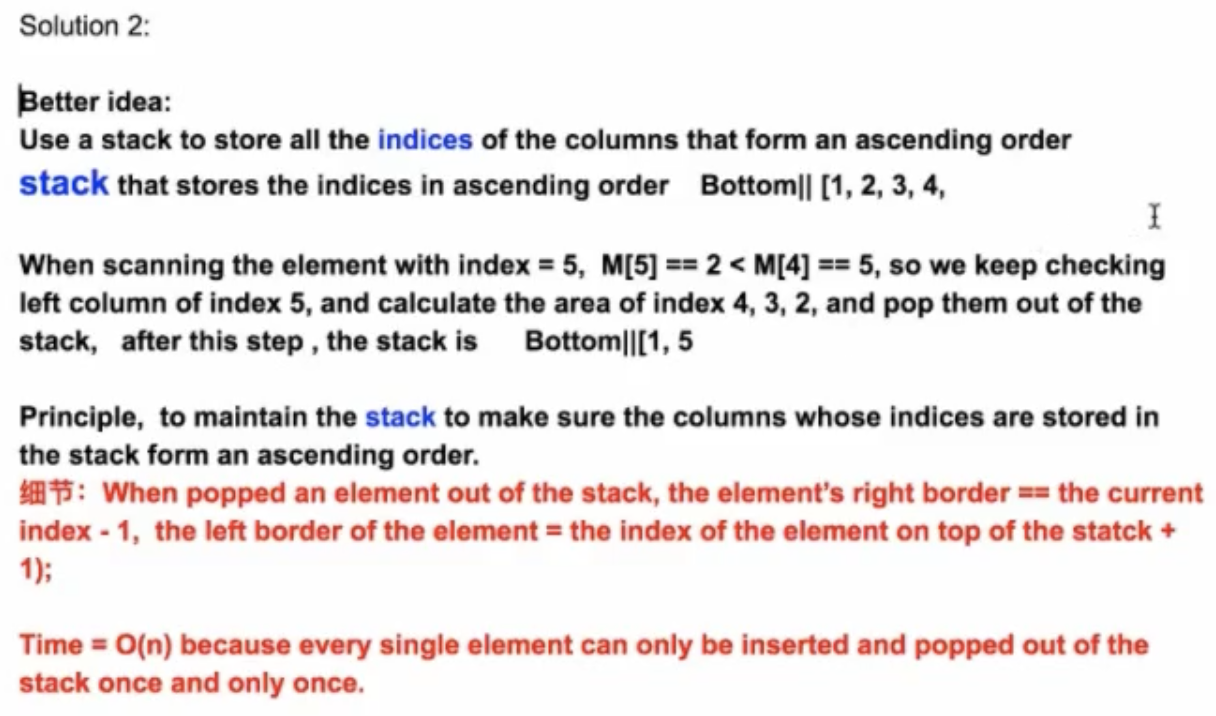 Solution 2:
Better idea:
Use a stack to store all the indices of the columns that form an ascending order
stack that stores the indices in ascending order Bottom|| [1, 2, 3, 4,
When scanning the element with index = 5, M[5] == 2 < M[4] == 5, so we keep checking
left column of index 5, and calculate the area of index 4, 3, 2, and pop them out of the
stack, after this step , the stack is Bottom||[1, 5
Principle, to maintain the stack to make sure the columns whose indices are stored in
the stack form an ascending order.
细节：When popped an element out of the stack, the element's right border == the current
index - 1, the left border of the element = the index of the element on top of the statck +
1);
Time = O(n) because every single element can only be inserted and popped out of the
stack once and only once.